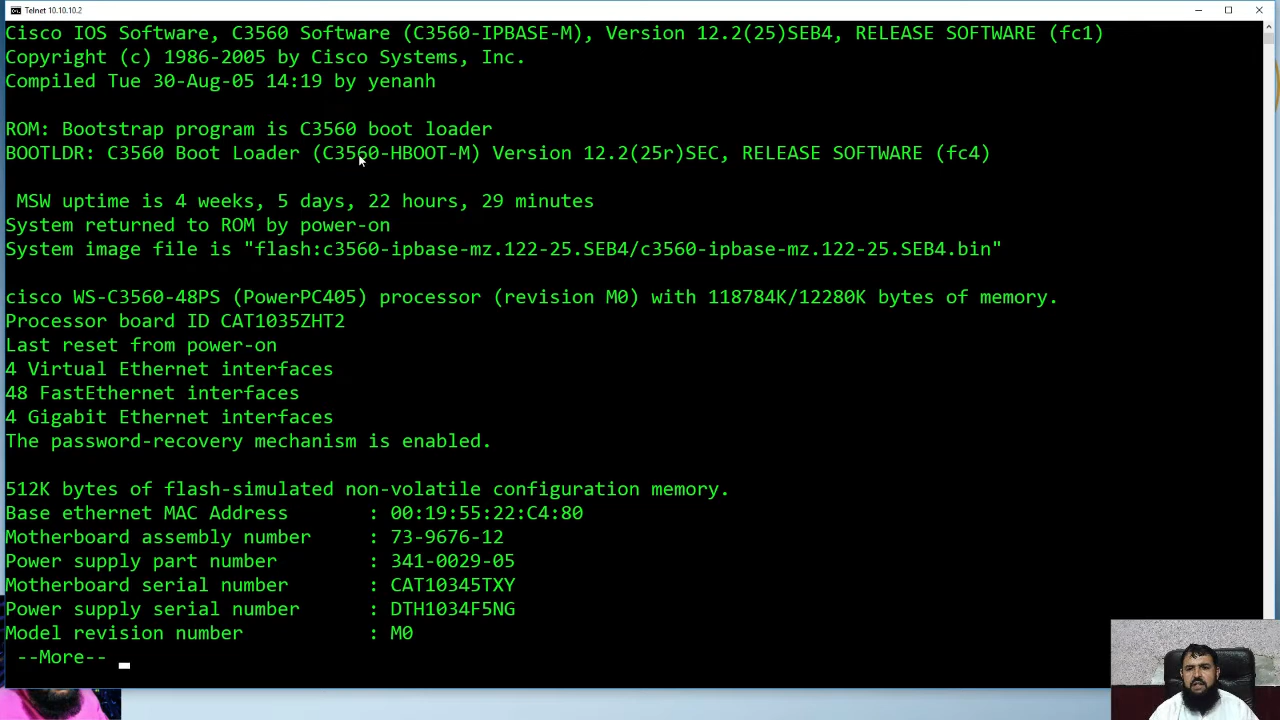 Telnet 10.10.10.2
Cisco IOS Software, C3560 Software (C3560-IPBASE-M), Version 12.2(25)SEB4, RELEASE SOFTWARE (fc1)
Copyright (c) 1986-2005 by Cisco Systems, Inc.
Compiled Tue 30-Aug-05 14:19 by yenanh
ROM: Bootstrap program is C3560 boot loader
BOOTLDR: C3560 Boot Loader (C3560-HBOOT-M) Version 12.2(25r)SEC, RELEASE SOFTWARE (fc4)
MSW uptime is 4 weeks, 5 days, 22 hours, 29 minutes
System returned to ROM by power-on
System image file is "flash:c3560-ipbase-mz.122-25.SEB4/c3560-ipbase-mz.122-25.SEB4.bin"
cisco WS-C3560-48PS (PowerPC405) processor (revision M0) with 118784K/12280K bytes of memory.
Processor board ID CAT1035ZHT2
Last reset from power-on
4 Virtual Ethernet interfaces
48 FastEthernet interfaces
4 Gigabit Ethernet interfaces
The password-recovery mechanism is enabled.
512K bytes of flash-simulated non-volatile configuration memory.
Base ethernet MAC Address : 00:19:55:22:C4:80
Motherboard assembly number : 73-9676-12
Power supply part number : 341-0029-05
Motherboard serial number : CAT10345TXY
Power supply serial number : DTH1034F5NG
Model revision number : M0
--More--